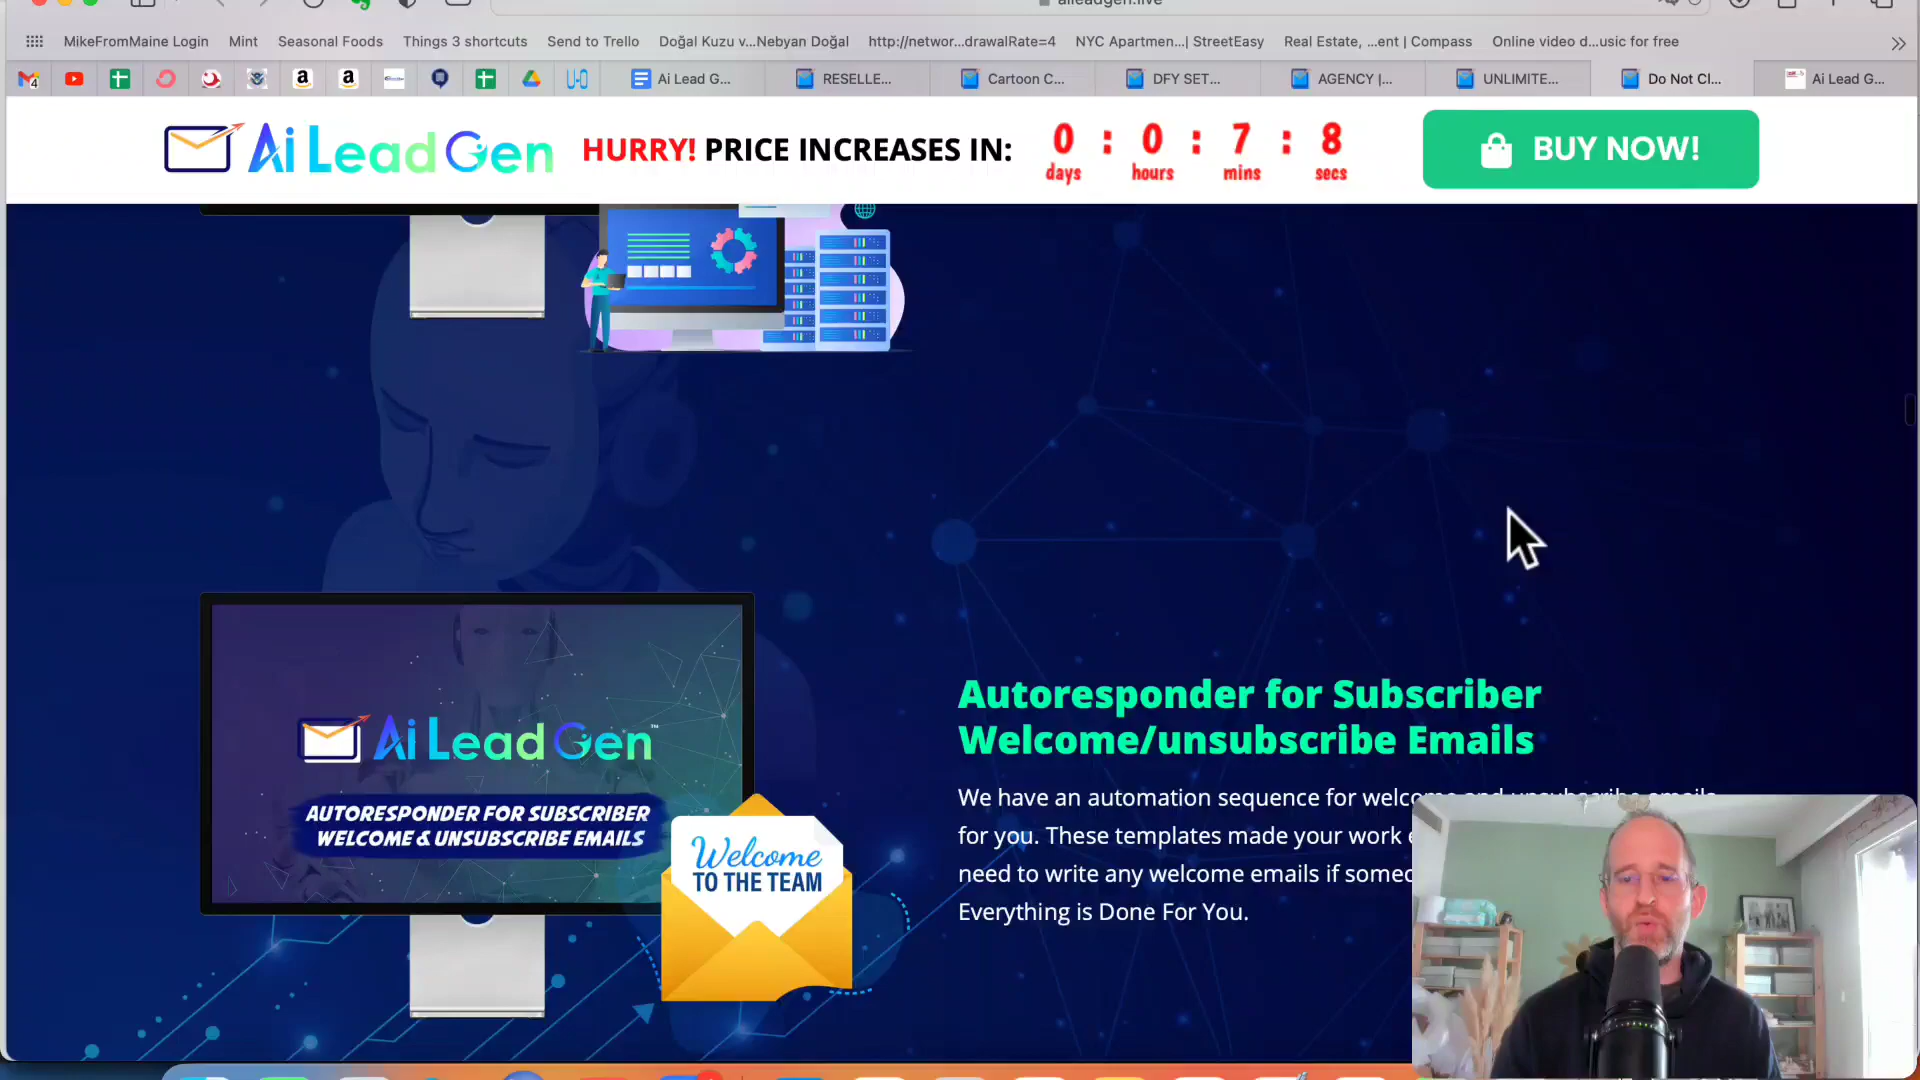 aileadgen.live
MikeFromMaine Login Mint Seasonal Foods Things 3 shortcuts Send to Trello Doğal Kuzu v...Nebyan Doğal http://networ...drawalRate=4 NYC Apartmen...| StreetEasy Real Estate, ...ent | Compass Online video d...usic for free
4 Ai Lead G... RESELLE... Cartoon C... DFY SET... AGENCY |... UNLIMITE... Do Not Cl... Ai Lead G...
Ai Lead Gen HURRY! PRICE INCREASES IN: 0 : 0 : 7 : 8 BUY NOW!
days hours mins secs
Autoresponder for Subscriber
Welcome/unsubscribe Emails
We have an automation sequence for
for you. These templates made your work
need to write any welcome emails if
Everything is Done For You.
Ai Lead Gen™
AUTORESPONDER FOR SUBSCRIBER
WELCOME & UNSUBSCRIBE EMAILS
Welcome
TO THE TEAM